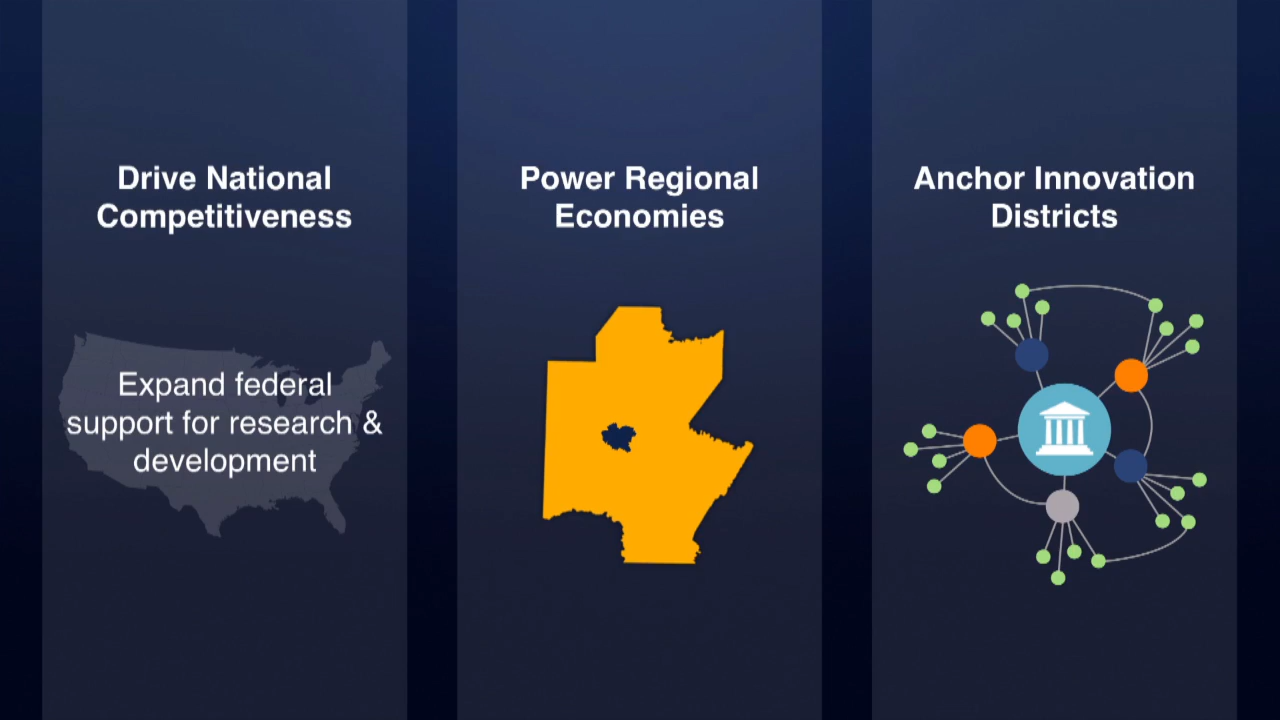 Drive National
Competitiveness
Expand federal
support for research &
development
Power Regional
Economies
Anchor Innovation
Districts